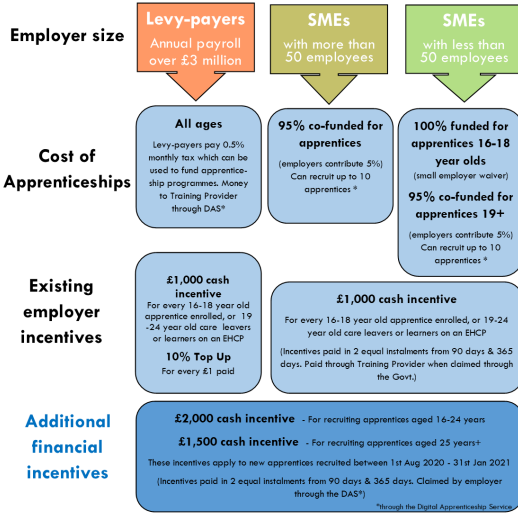 Employer size
Levy-payers
Annual payroll
over £3 million
SMEs
with more than
50 employees
SMEs
with less than
50 employees
Cost of
Apprenticeships
All ages
Levy-payers pay 0.5%
monthly tax which can be
used to fund apprentice-
ship programmes. Money
to Training Provider
through DAS*
95% co-funded for
apprentices
(employers contribute 5%)
Can recruit up to 10
apprentices *
100% funded for
apprentices 16-18
year olds
(small employer waiver)
95% co-funded for
apprentices 19+
(employers contribute 5%)
Can recruit up to 10
apprentices *
Existing
employer
incentives
£1,000 cash
incentive
For every 16-18 year old
apprentice enrolled, or 19
-24 year old care leavers
or learners on an EHCP
10% Top Up
For every £1 paid
£1,000 cash incentive
For every 16-18 year old apprentice enrolled, or 19-24
year old care leavers or learners on an EHCP
(Incentives paid in 2 equal instalments from 90 days & 365
days. Paid through Training Provider when claimed through
the Govt.)
Additional
financial
incentives
£2,000 cash incentive - For recruiting apprentices aged 16-24 years
£1,500 cash incentive - For recruiting apprentices aged 25 years+
These incentives apply to new apprentices recruited between 1st Aug 2020 - 31st Jan 2021
(Incentives paid in 2 equal instalments from 90 days & 365 days. Claimed by employer
through the DAS*)
*through the Digital Apprenticeship Service